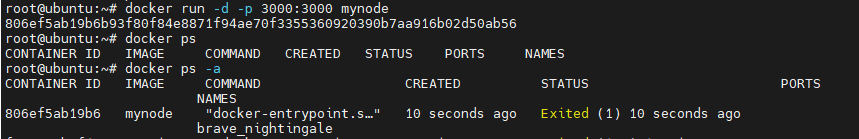 root@ubuntu:~# docker run -d -p 3000:3000 mynode
806ef5ab19b6b93f80f84e8871f94ae70f3355360920390b7aa916b02d50ab56
root@ubuntu:~# docker ps
CONTAINER ID   IMAGE     COMMAND   CREATED   STATUS    PORTS     NAMES
root@ubuntu:~# docker ps -a
CONTAINER ID   IMAGE     COMMAND                  CREATED          STATUS                      PORTS
NAMES
806ef5ab19b6   mynode    "docker-entrypoint.s…"   10 seconds ago   Exited (1) 10 seconds ago
brave_nightingale